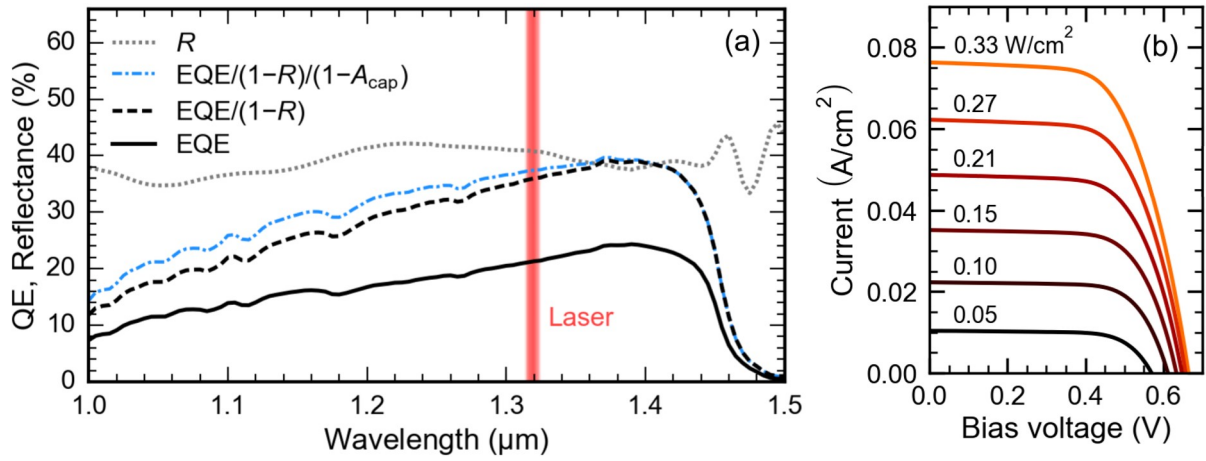 60
50
40
30
20
10
0
QE, Reflectance (%)
R
EQE/(1−R)/(1−A_cap)
EQE/(1−R)
EQE
(a)
Laser
1.0 1.1 1.2 1.3 1.4 1.5
Wavelength (μm)
0.08
0.06
0.04
0.02
0.00
Current (A/cm²)
(b)
0.33 W/cm²
0.27
0.21
0.15
0.10
0.05
0.0 0.2 0.4 0.6
Bias voltage (V)